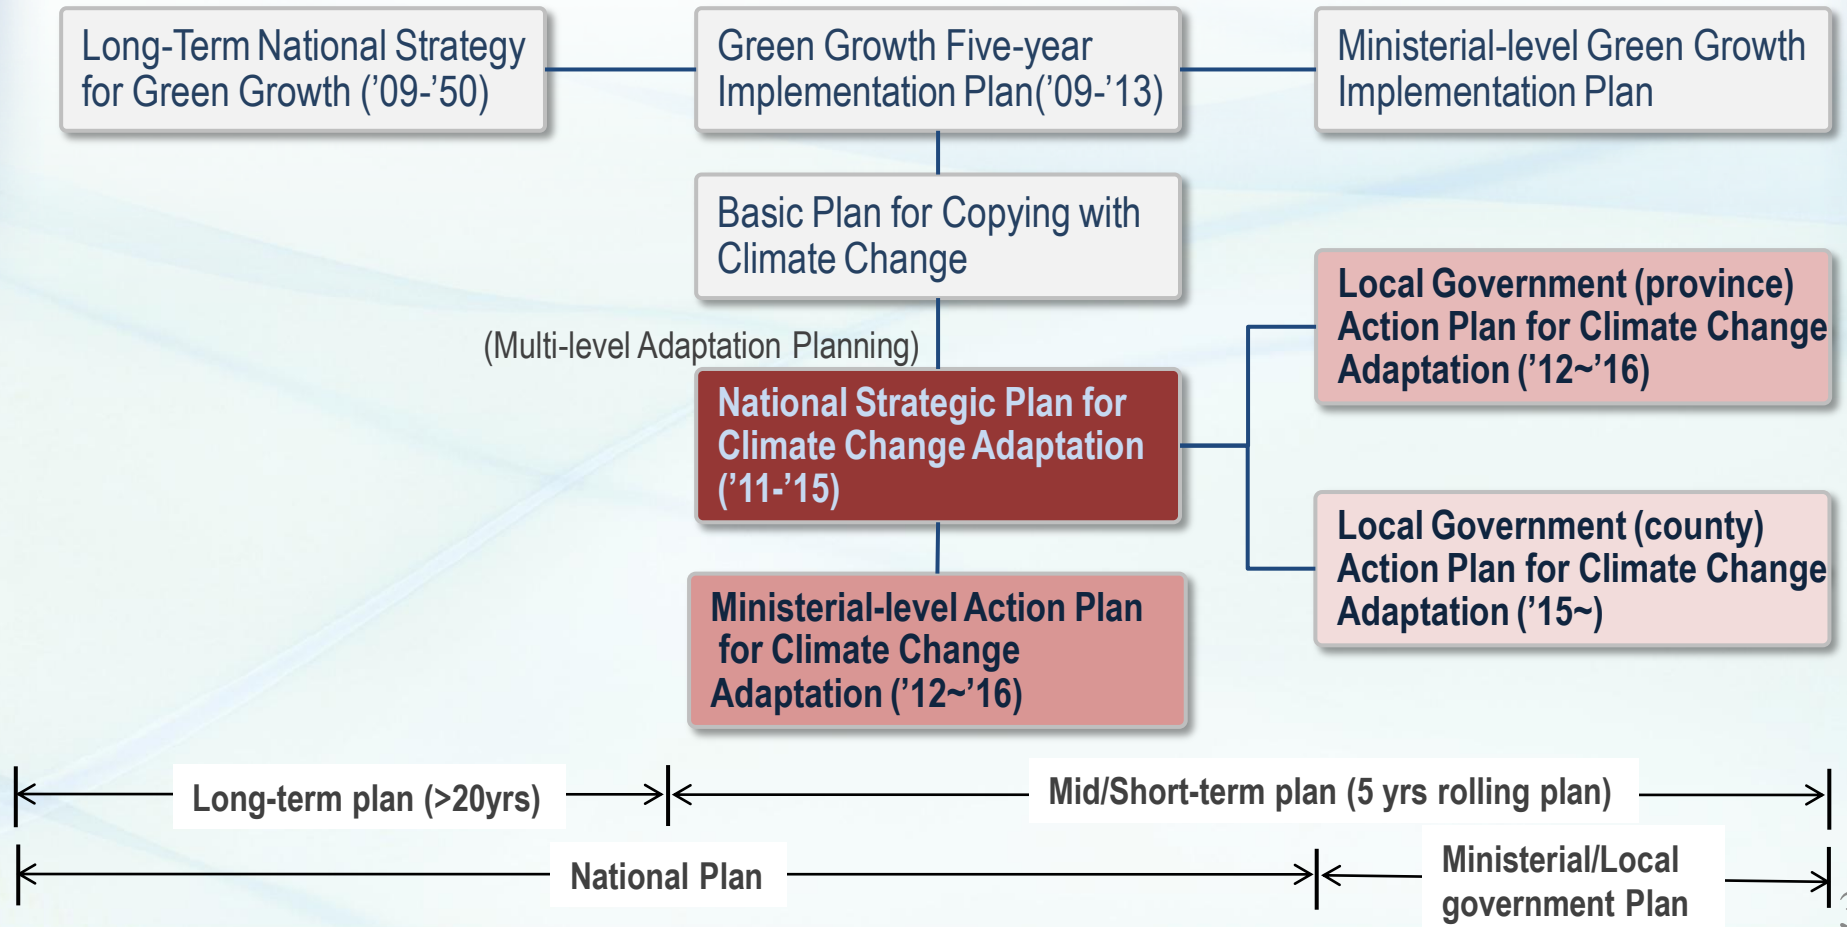 Long-Term National Strategy
for Green Growth (’09-’50)
Green Growth Five-year
Implementation Plan(’09-’13)
Ministerial-level Green Growth
Implementation Plan
Basic Plan for Copying with
Climate Change
(Multi-level Adaptation Planning)
National Strategic Plan for
Climate Change Adaptation
(’11-’15)
Local Government (province)
Action Plan for Climate Change
Adaptation (’12~’16)
Local Government (county)
Action Plan for Climate Change
Adaptation (’15~)
Ministerial-level Action Plan
for Climate Change
Adaptation (’12~’16)
Long-term plan (>20yrs)
Mid/Short-term plan (5 yrs rolling plan)
National Plan
Ministerial/Local
government Plan